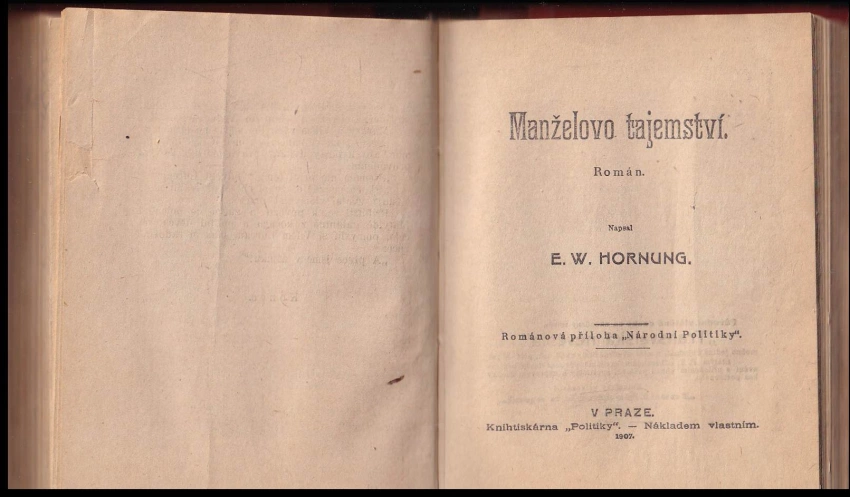 Manželovo tajemství.
Román.
Napsal
E. W. HORNUNG.
Románová příloha „Národní Politiky“.
V PRAZE.
Knihtiskárna „Politiky“. — Nákladem vlastním.
1907.